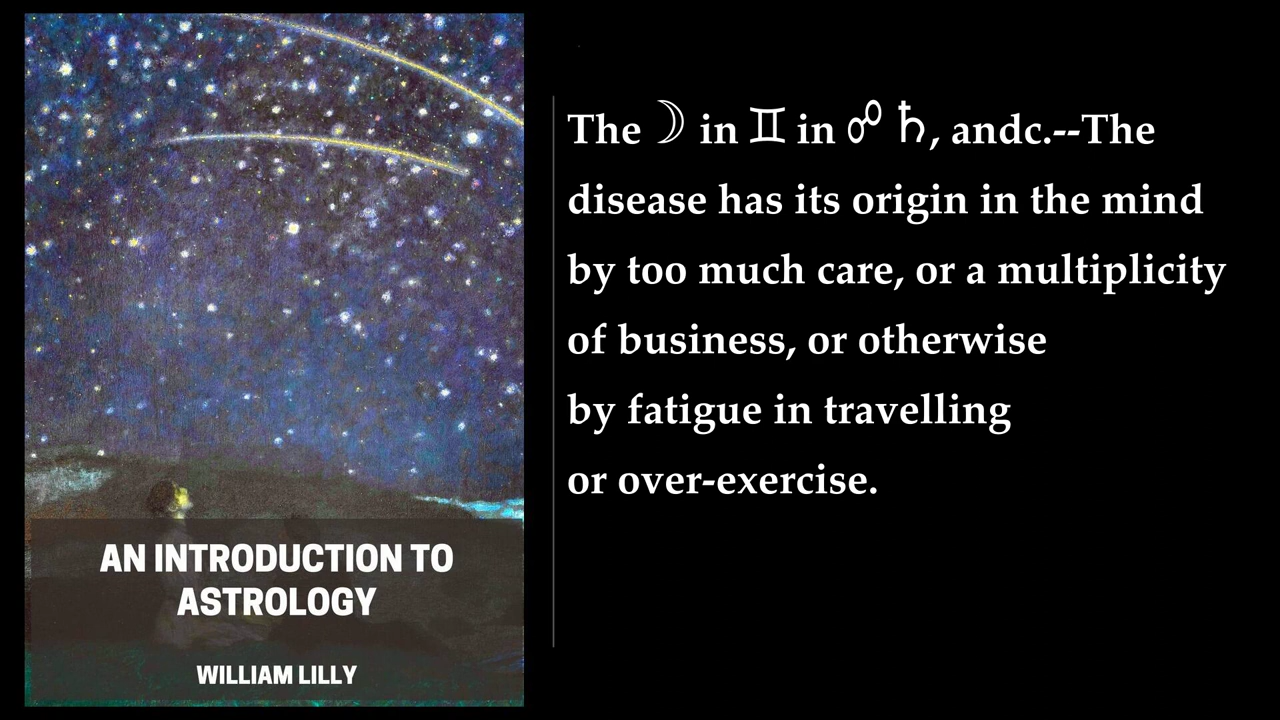 AN INTRODUCTION TO
ASTROLOGY
WILLIAM LILLY
The ☽ in ♊ in ☍ ♄, andc.--The
disease has its origin in the mind
by too much care, or a multiplicity
of business, or otherwise
by fatigue in travelling
or over-exercise.